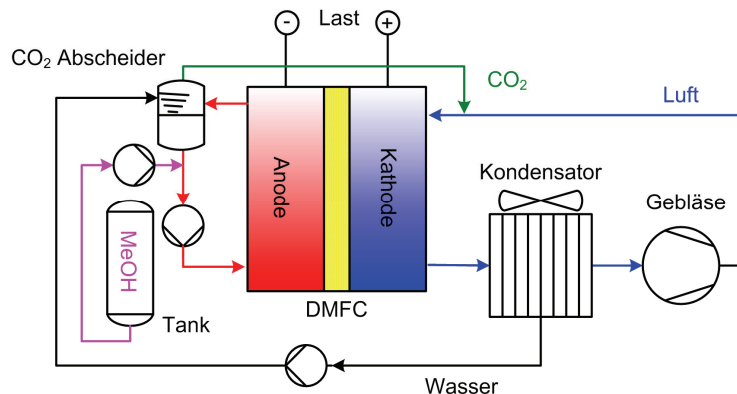 -
Last
+
CO₂ Abscheider
CO₂
Luft
Anode
Kathode
Kondensator
Gebläse
MeOH
Tank
DMFC
Wasser